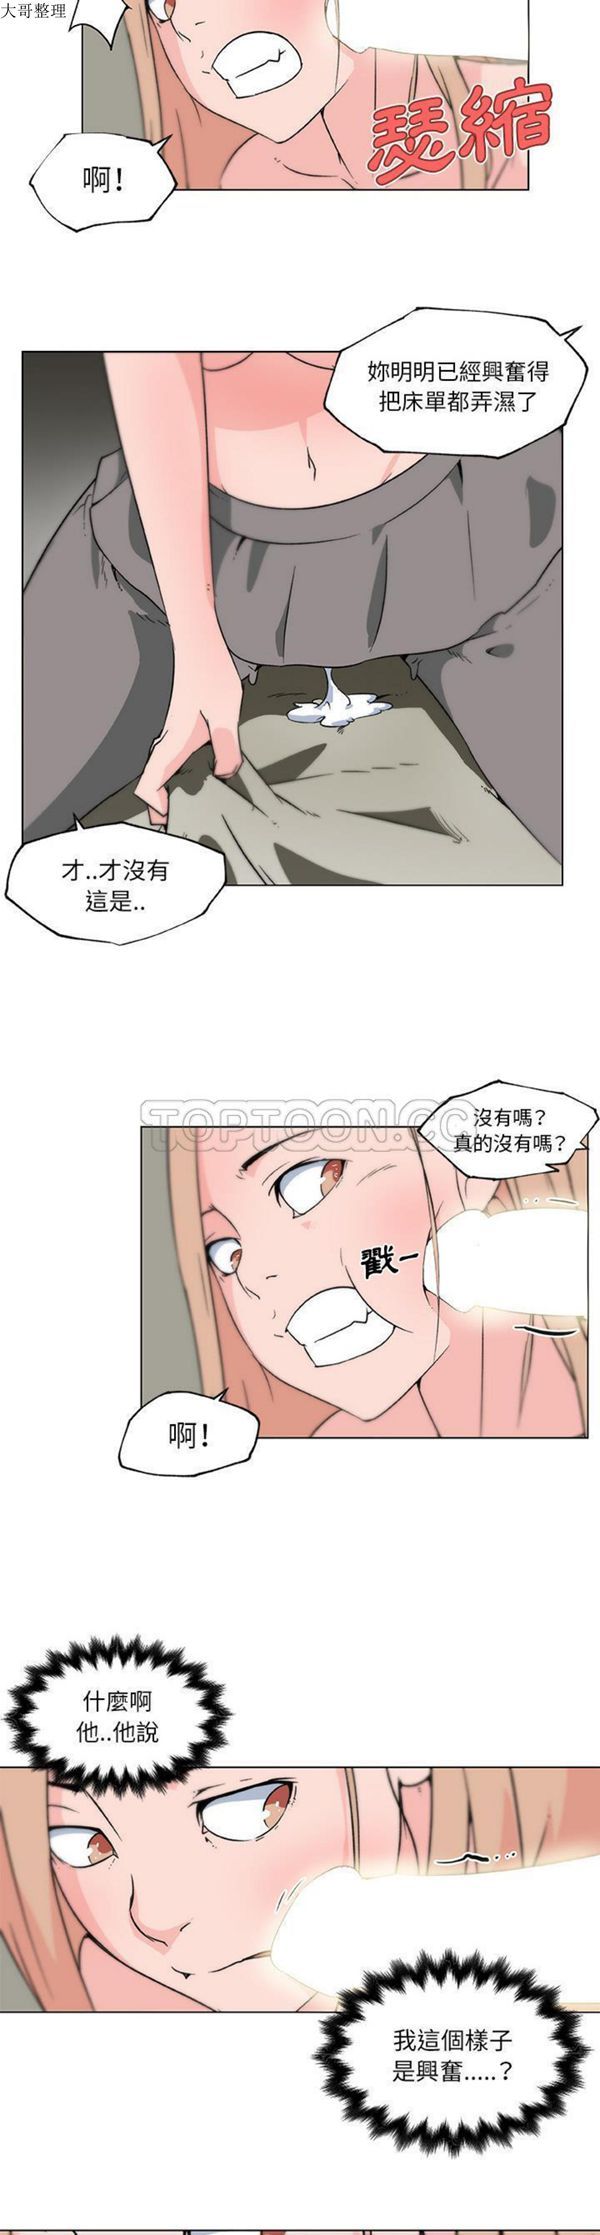 大哥整理
瑟縮
啊！
妳明明已經興奮得
把床單都弄濕了
才..才沒有
這是..
TOPTOON.CC
沒有嗎？
真的沒有嗎？
戳-
啊！
什麼啊
他..他說
我這個樣子
是興奮.....？